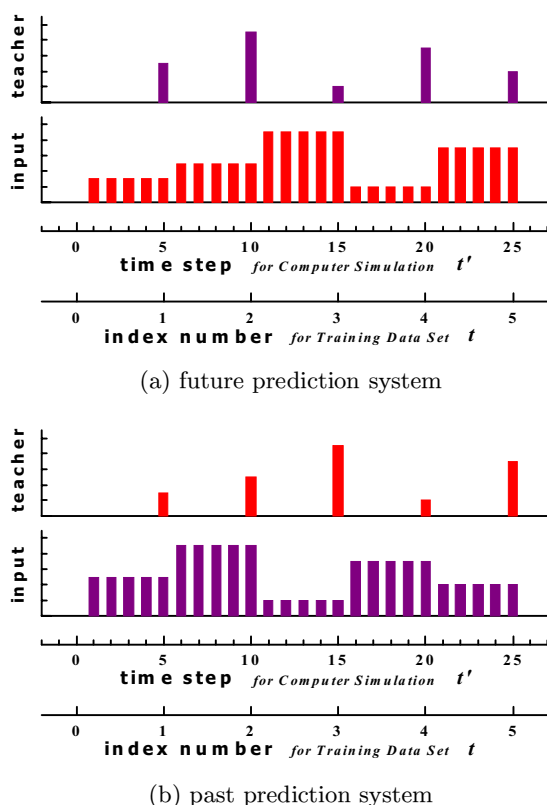 teacher
input
0 5 10 15 20 25
time step for Computer Simulation t'
0 1 2 3 4 5
index number for Training Data Set t
(a) future prediction system
teacher
input
0 5 10 15 20 25
time step for Computer Simulation t'
0 1 2 3 4 5
index number for Training Data Set t
(b) past prediction system